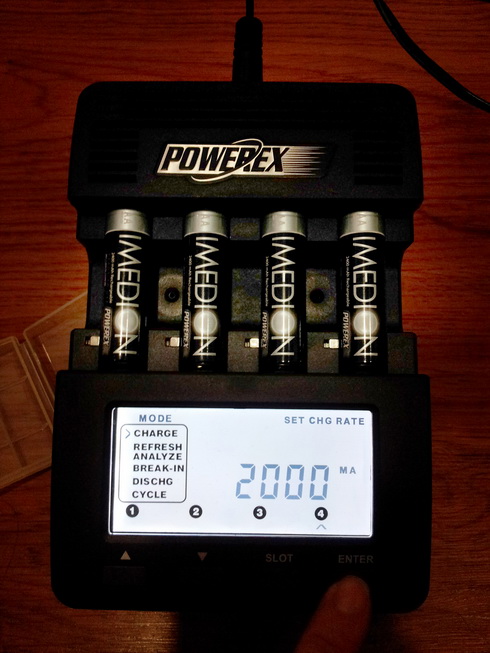 POWEREX
IMEDION
POWEREX
IMEDION
POWEREX
IMEDION
POWEREX
IMEDION
POWEREX
MODE
SET CHG RATE
> CHARGE
REFRESH
ANALYZE
BREAK-IN
DISCHG
CYCLE
2000 MA
1 2 3 4
▲ ▼ SLOT ENTER